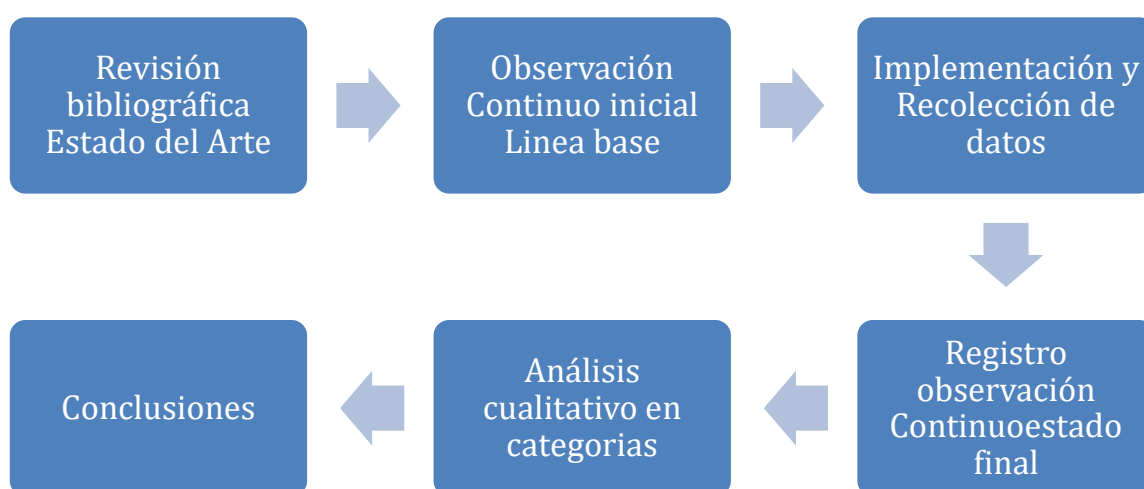 Revisión
bibliográfica
Estado del Arte
Observación
Continuo inicial
Linea base
Implementación y
Recolección de
datos
Registro
observación
Continuoestado
final
Análisis
cualitativo en
categorias
Conclusiones